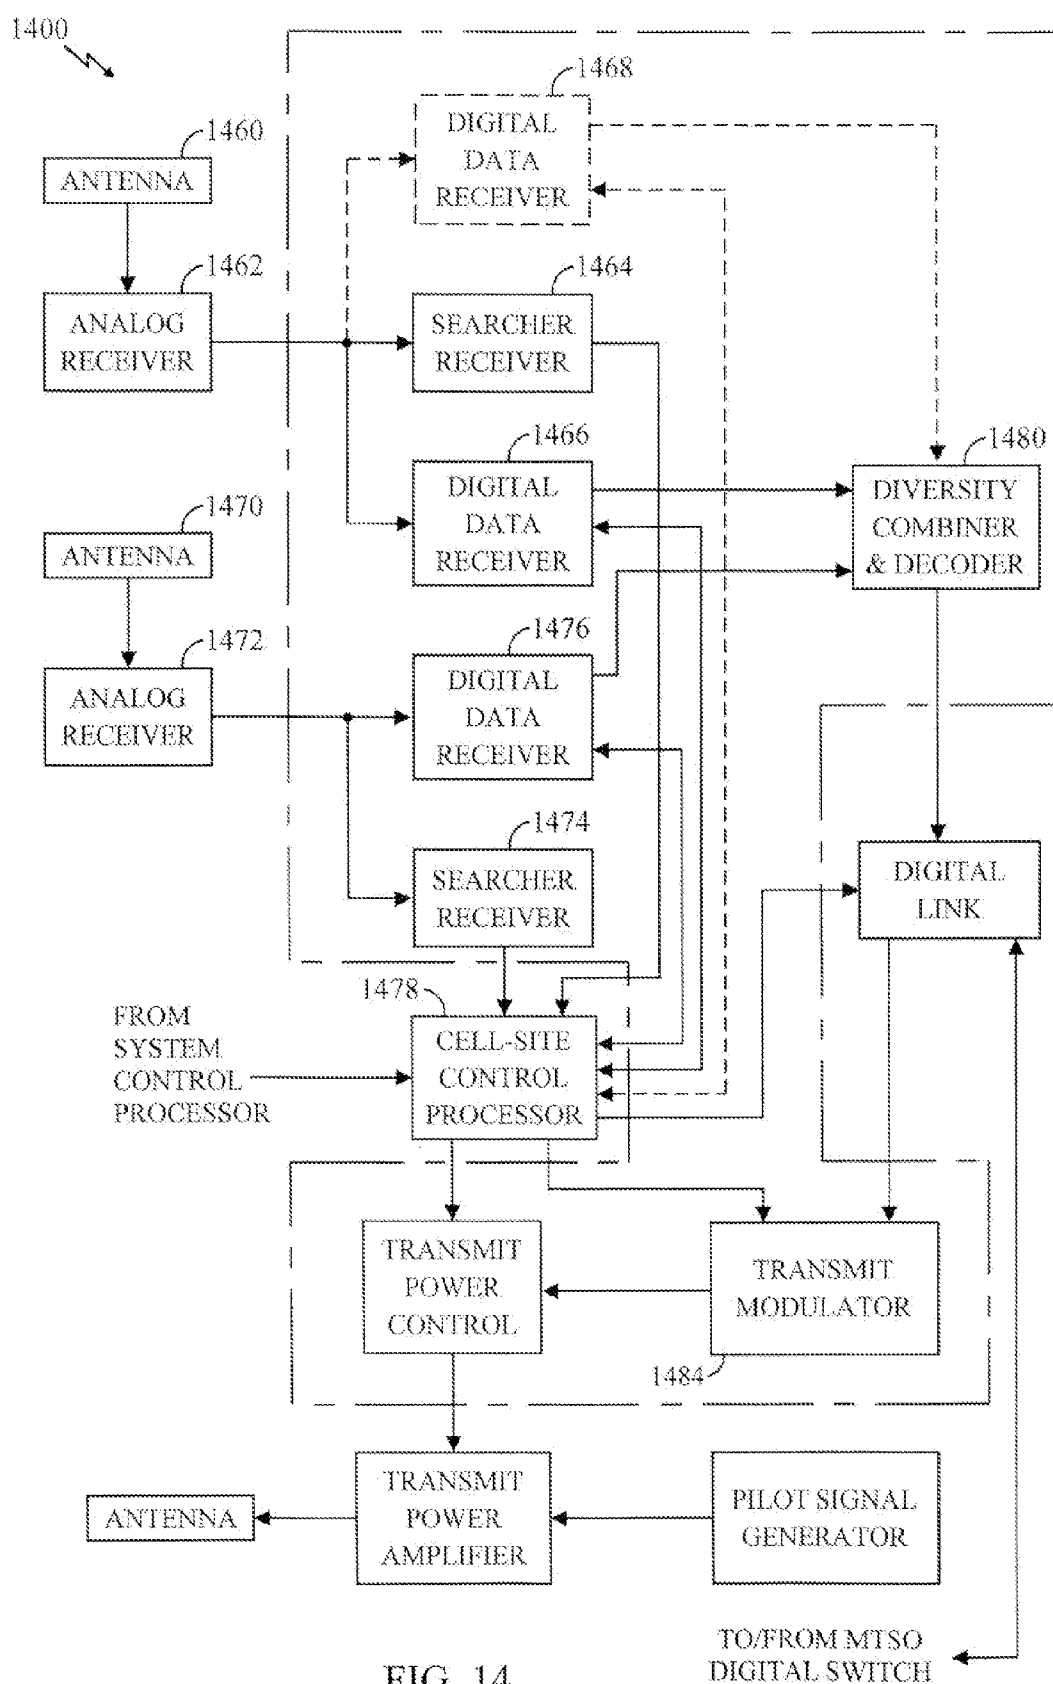 1400
1468
DIGITAL
DATA
RECEIVER
1460
ANTENNA
1462
ANALOG
RECEIVER
1464
SEARCHER
RECEIVER
1466
DIGITAL
DATA
RECEIVER
1480
DIVERSITY
COMBINER
& DECODER
1470
ANTENNA
1472
ANALOG
RECEIVER
1476
DIGITAL
DATA
RECEIVER
1474
SEARCHER
RECEIVER
DIGITAL
LINK
1478
CELL-SITE
CONTROL
PROCESSOR
FROM
SYSTEM
CONTROL
PROCESSOR
TRANSMIT
POWER
CONTROL
TRANSMIT
MODULATOR
1484
ANTENNA
TRANSMIT
POWER
AMPLIFIER
PILOT SIGNAL
GENERATOR
TO/FROM MTSO
DIGITAL SWITCH
FIG. 14